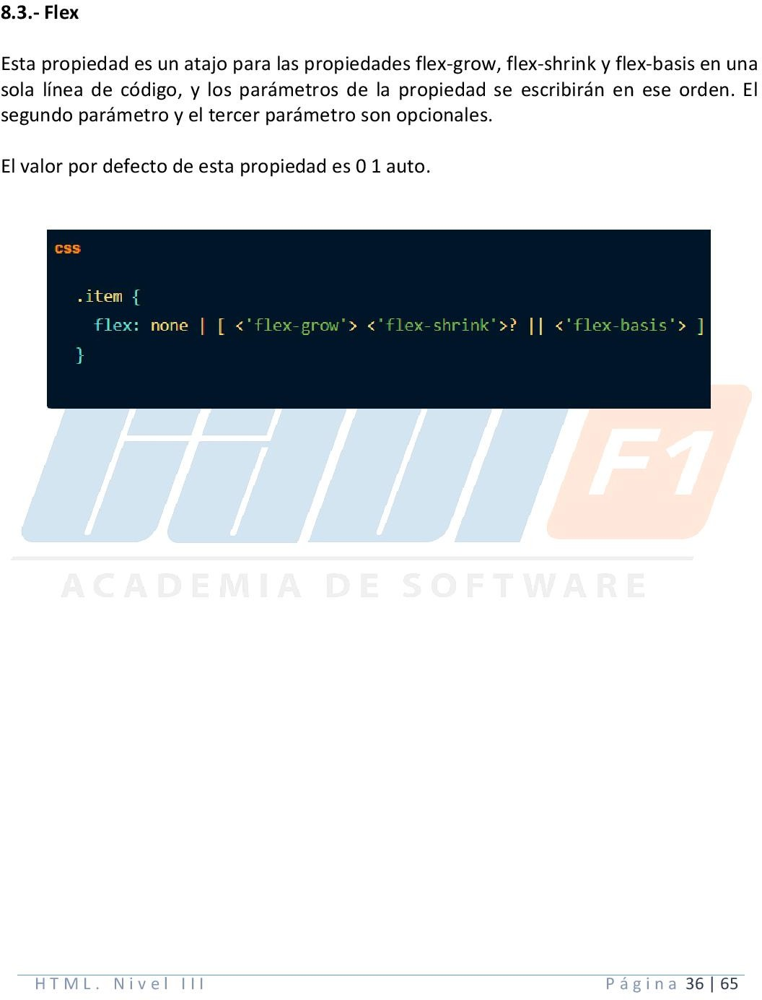 8.3.- Flex
Esta propiedad es un atajo para las propiedades flex-grow, flex-shrink y flex-basis en una
sola línea de código, y los parámetros de la propiedad se escribirán en ese orden. El
segundo parámetro y el tercer parámetro son opcionales.
El valor por defecto de esta propiedad es 0 1 auto.
css
.item {
flex: none | [ <'flex-grow'> <'flex-shrink'>? || <'flex-basis'> ]
}
F1
ACADEMIA DE SOFTWARE
HTML. Nivel III
Página 36 | 65